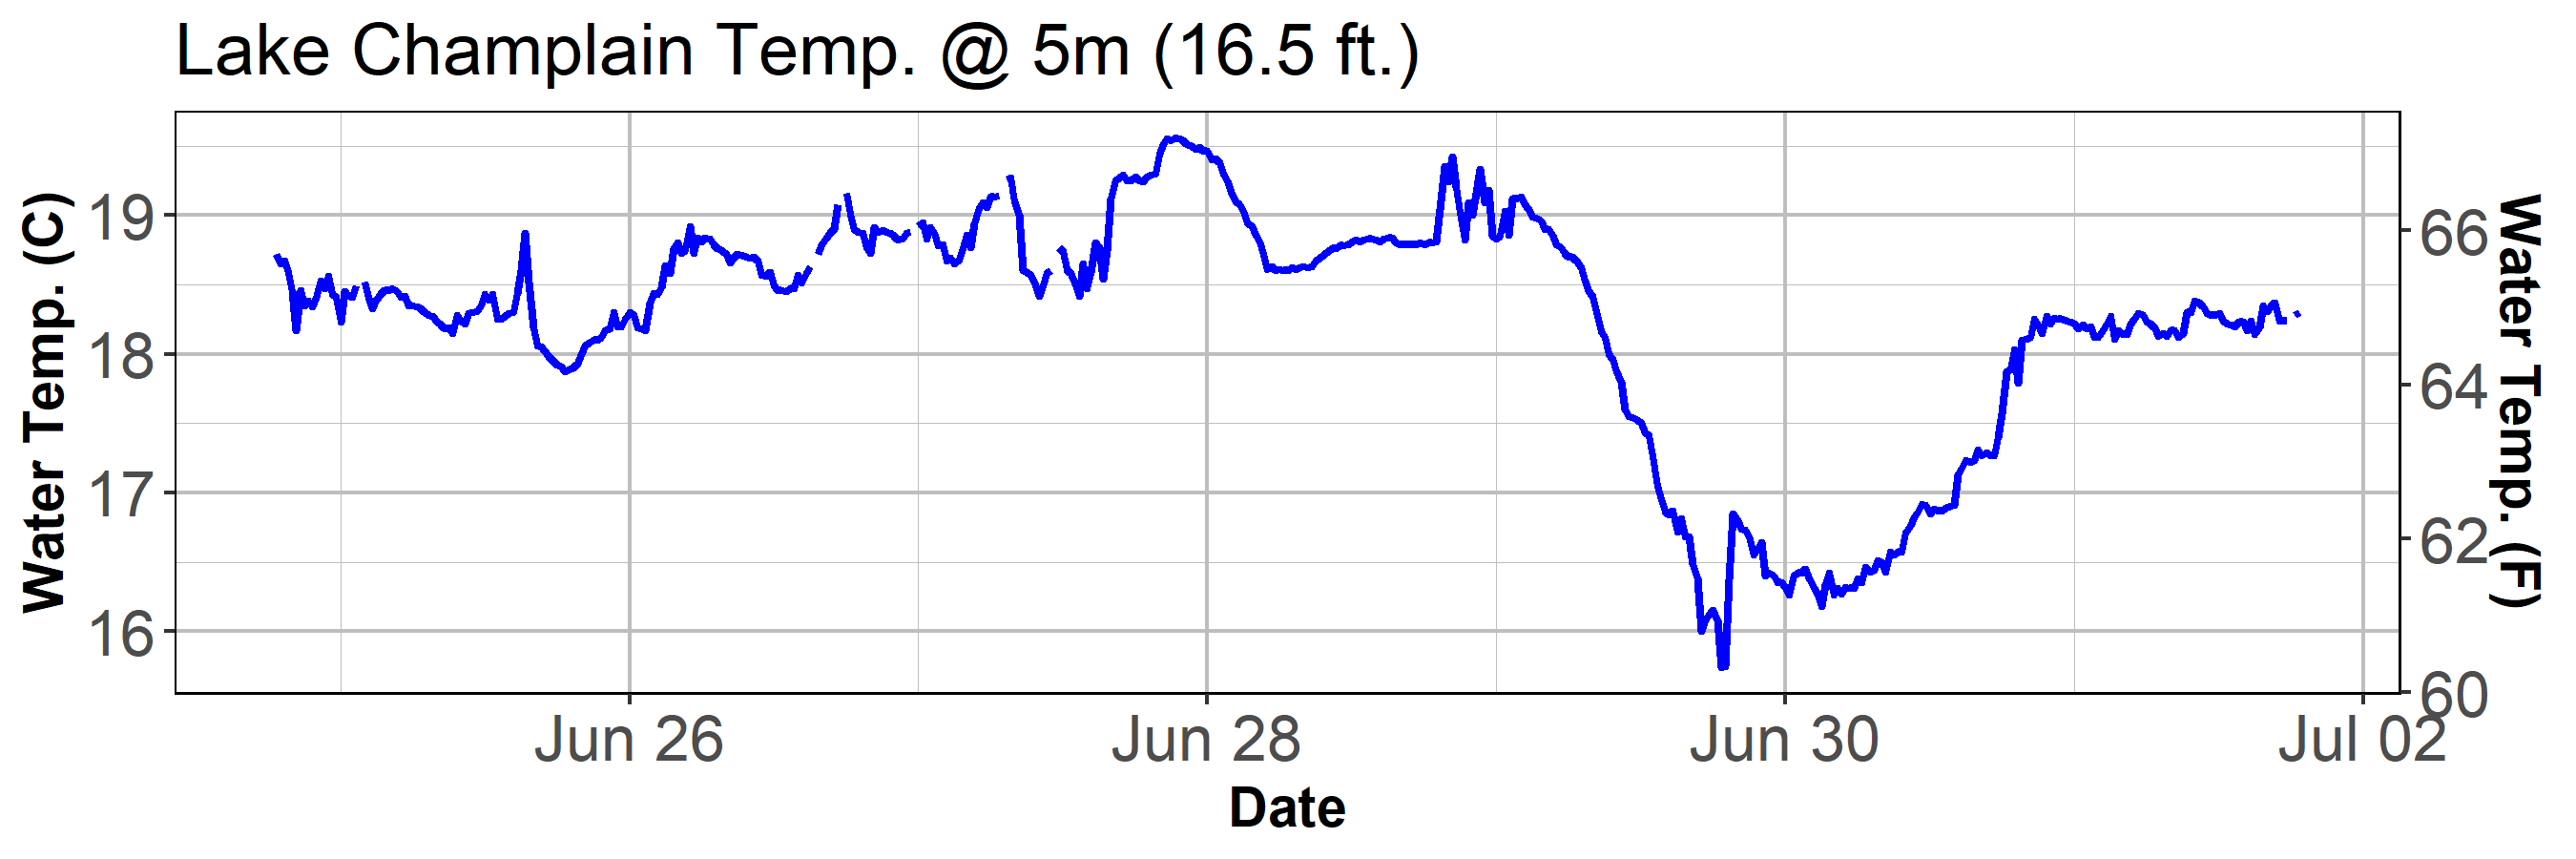 Lake Champlain Temp. @ 5m (16.5 ft.)
Water Temp. (C)
19
18
17
16
66
64
62
60
Water Temp. (F)
Jun 26
Jun 28
Jun 30
Jul 02
Date